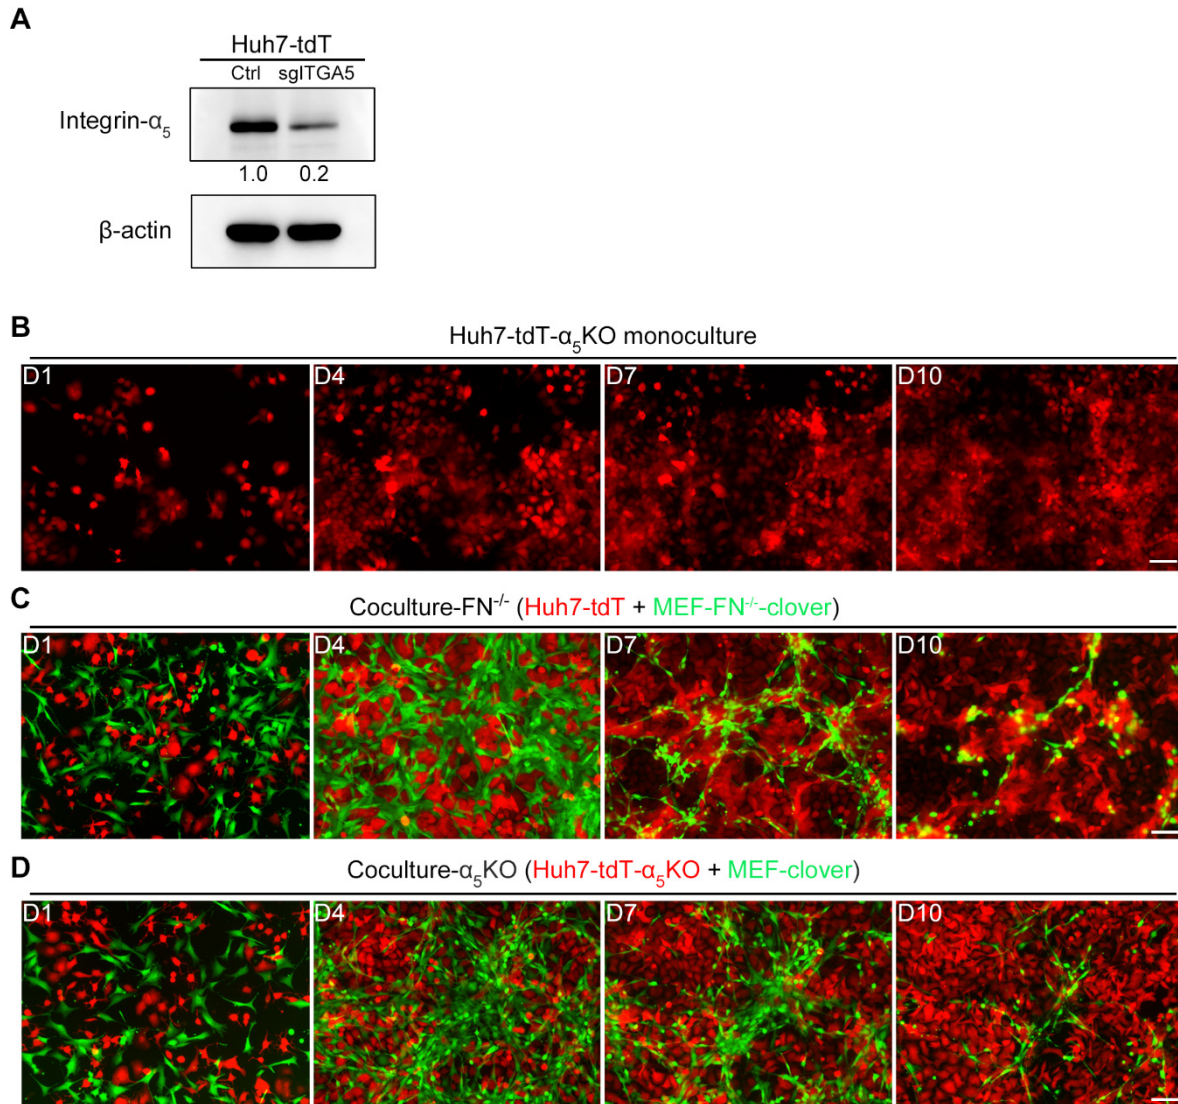 A
Huh7-tdT
Ctrl sgITGA5
Integrin-α₅
1.0 0.2
β-actin
B
Huh7-tdT-α₅KO monoculture
D1 D4 D7 D10
C
Coculture-FN⁻/⁻ (Huh7-tdT + MEF-FN⁻/⁻-clover)
D1 D4 D7 D10
D
Coculture-α₅KO (Huh7-tdT-α₅KO + MEF-clover)
D1 D4 D7 D10